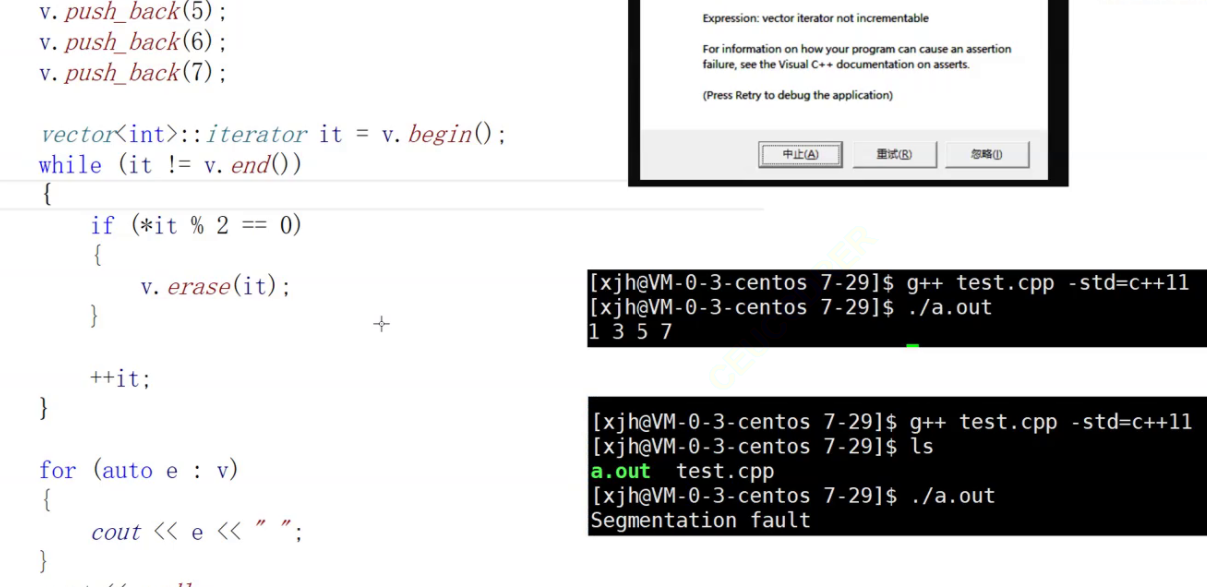 v.push_back(5);
v.push_back(6);
v.push_back(7);
vector<int>::iterator it = v.begin();
while (it != v.end())
{
if (*it % 2 == 0)
{
v.erase(it);
}
++it;
}
for (auto e : v)
{
cout << e << " ";
}
Expression: vector iterator not incrementable
For information on how your program can cause an assertion
failure, see the Visual C++ documentation on asserts.
(Press Retry to debug the application)
中止(A) 重试(R) 忽略(I)
[xjh@VM-0-3-centos 7-29]$ g++ test.cpp -std=c++11
[xjh@VM-0-3-centos 7-29]$ ./a.out
1 3 5 7
[xjh@VM-0-3-centos 7-29]$ g++ test.cpp -std=c++11
[xjh@VM-0-3-centos 7-29]$ ls
a.out test.cpp
[xjh@VM-0-3-centos 7-29]$ ./a.out
Segmentation fault